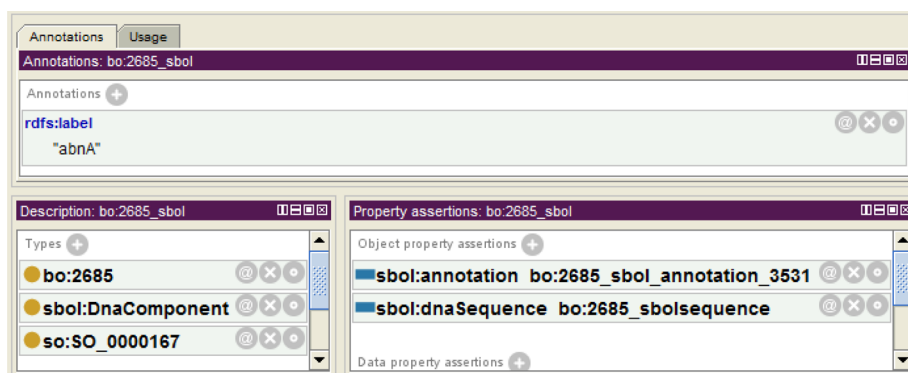 Annotations Usage
Annotations: bo:2685_sbol
Annotations
rdfs:label
"abnA"
Description: bo:2685_sbol
Types
bo:2685
sbol:DnaComponent
so:SO_0000167
Property assertions: bo:2685_sbol
Object property assertions
sbol:annotation bo:2685_sbol_annotation_3531
sbol:dnaSequence bo:2685_sbolsequence
Data property assertions